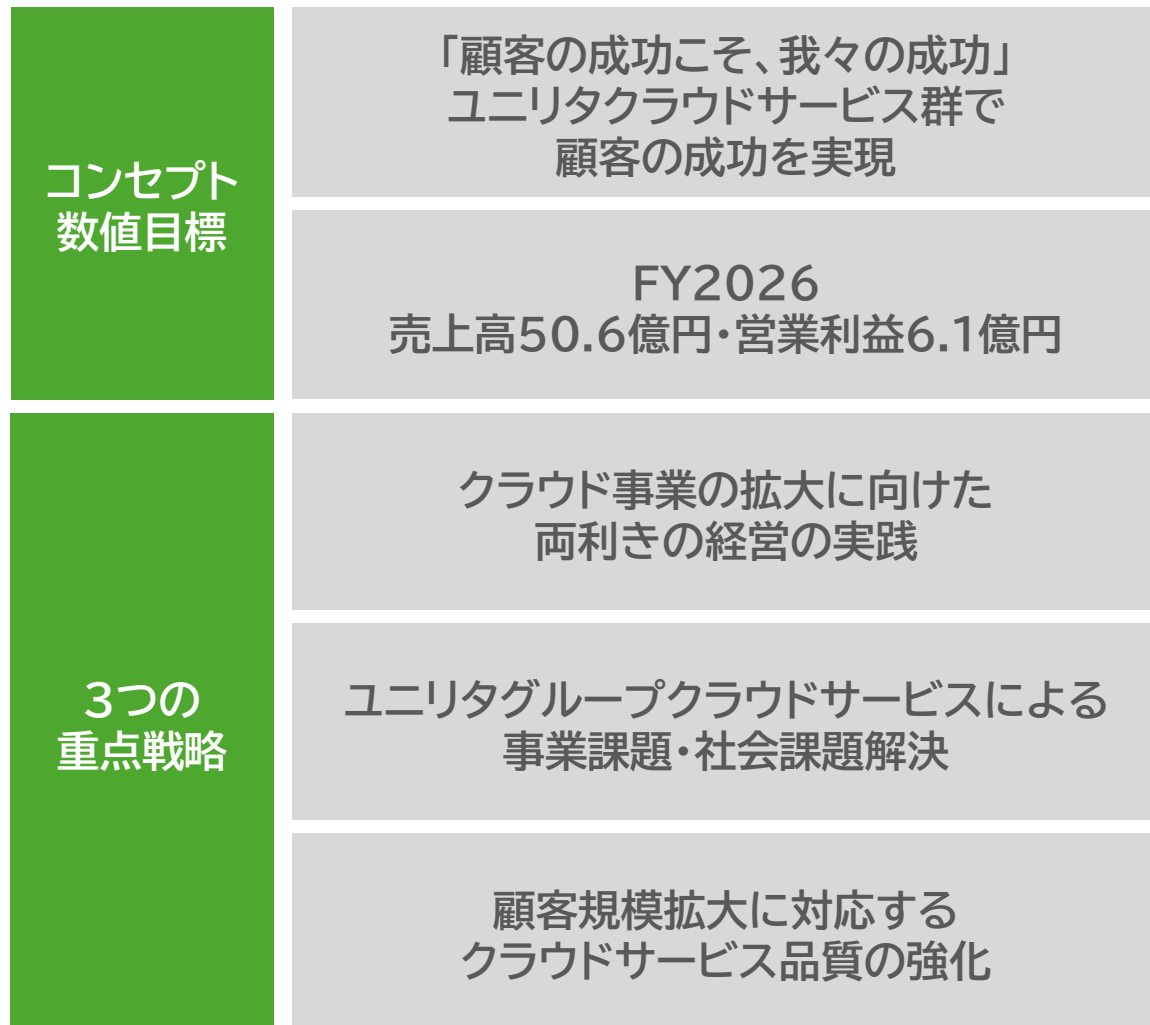 コンセプト
数値目標
「顧客の成功こそ、我々の成功」
ユニリタクラウドサービス群で
顧客の成功を実現
FY2026
売上高50.6億円・営業利益6.1億円
3つの
重点戦略
クラウド事業の拡大に向けた
両利きの経営の実践
ユニリタグループクラウドサービスによる
事業課題・社会課題解決
顧客規模拡大に対応する
クラウドサービス品質の強化